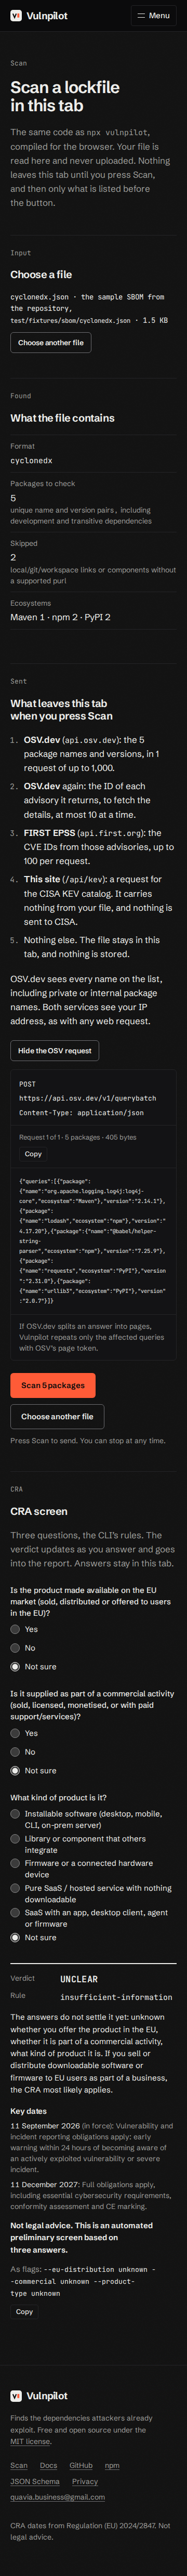 Vulnpilot
Menu
Scan
Scan a lockfile
in this tab
The same code as npx vulnpilot,
compiled for the browser. Your file is
read here and never uploaded. Nothing
leaves this tab until you press Scan,
and then only what is listed before
the button.
Input
Choose a file
cyclonedx.json · the sample SBOM from
the repository,
test/fixtures/sbom/cyclonedx.json · 1.5 KB
Choose another file
Found
What the file contains
Format
cyclonedx
Packages to check
5
unique name and version pairs, including
development and transitive dependencies
Skipped
2
local/git/workspace links or components without
a supported purl
Ecosystems
Maven 1 · npm 2 · PyPI 2
Sent
What leaves this tab
when you press Scan
1. OSV.dev (api.osv.dev): the 5
package names and versions, in 1
request of up to 1,000.
2. OSV.dev again: the ID of each
advisory it returns, to fetch the
details, at most 10 at a time.
3. FIRST EPSS (api.first.org): the
CVE IDs from those advisories, up to
100 per request.
4. This site (/api/kev): a request for
the CISA KEV catalog. It carries
nothing from your file, and nothing is
sent to CISA.
5. Nothing else. The file stays in this
tab, and nothing is stored.
OSV.dev sees every name on the list,
including private or internal package
names. Both services see your IP
address, as with any web request.
Hide the OSV request
POST
https://api.osv.dev/v1/querybatch
Content-Type: application/json
Request 1 of 1 · 5 packages · 405 bytes
Copy
{"queries":[{"package":
{"name":"org.apache.logging.log4j:log4j-
core","ecosystem":"Maven"},"version":"2.14.1"},
{"package":
{"name":"lodash","ecosystem":"npm"},"version":"
4.17.20"},{"package":{"name":"@babel/helper-
string-
parser","ecosystem":"npm"},"version":"7.25.9"},
{"package":
{"name":"requests","ecosystem":"PyPI"},"version
":"2.31.0"},{"package":
{"name":"urllib3","ecosystem":"PyPI"},"version"
:"2.0.7"}]}
If OSV.dev splits an answer into pages,
Vulnpilot repeats only the affected queries
with OSV's page token.
Scan 5 packages
Choose another file
Press Scan to send. You can stop at any time.
CRA
CRA screen
Three questions, the CLI's rules. The
verdict updates as you answer and goes
into the report. Answers stay in this tab.
Is the product made available on the EU
market (sold, distributed or offered to users
in the EU)?
Yes
No
Not sure
Is it supplied as part of a commercial activity
(sold, licensed, monetised, or with paid
support/services)?
Yes
No
Not sure
What kind of product is it?
Installable software (desktop, mobile,
CLI, on-prem server)
Library or component that others
integrate
Firmware or a connected hardware
device
Pure SaaS / hosted service with nothing
downloadable
SaaS with an app, desktop client, agent
or firmware
Not sure
Verdict UNCLEAR
Rule insufficient-information
The answers do not settle it yet: unknown
whether you offer the product in the EU,
whether it is part of a commercial activity,
what kind of product it is. If you sell or
distribute downloadable software or
firmware to EU users as part of a business,
the CRA most likely applies.
Key dates
11 September 2026 (in force): Vulnerability and
incident reporting obligations apply: early
warning within 24 hours of becoming aware of
an actively exploited vulnerability or severe
incident.
11 December 2027: Full obligations apply,
including essential cybersecurity requirements,
conformity assessment and CE marking.
Not legal advice. This is an automated
preliminary screen based on
three answers.
As flags: --eu-distribution unknown -
-commercial unknown --product-
type unknown
Copy
Vulnpilot
Finds the dependencies attackers already
exploit. Free and open source under the
MIT license.
Scan Docs GitHub npm
JSON Schema Privacy
quavia.business@gmail.com
CRA dates from Regulation (EU) 2024/2847. Not
legal advice.